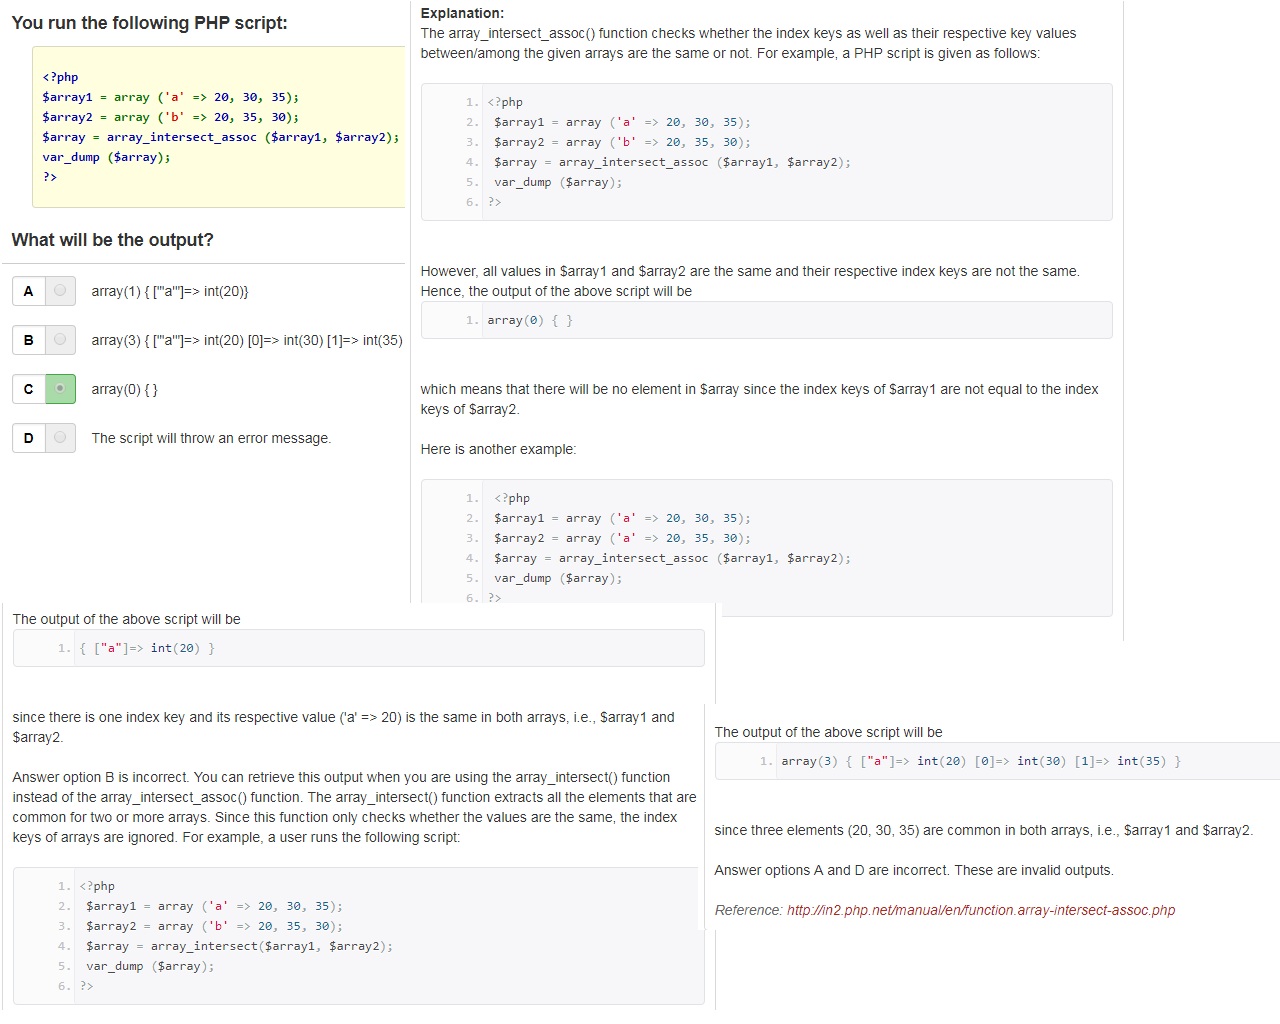 You run the following PHP script:
<?php
$array1 = array ('a' => 20, 30, 35);
$array2 = array ('b' => 20, 35, 30);
$array = array_intersect_assoc ($array1, $array2);
var_dump ($array);
?>
What will be the output?
A array(1) { ["'a'"]=> int(20)}
B array(3) { ["'a'"]=> int(20) [0]=> int(30) [1]=> int(35)
C array(0) { }
D The script will throw an error message.
Explanation:
The array_intersect_assoc() function checks whether the index keys as well as their respective key values
between/among the given arrays are the same or not. For example, a PHP script is given as follows:
1. <?php
2. $array1 = array ('a' => 20, 30, 35);
3. $array2 = array ('b' => 20, 35, 30);
4. $array = array_intersect_assoc ($array1, $array2);
5. var_dump ($array);
6. ?>
However, all values in $array1 and $array2 are the same and their respective index keys are not the same.
Hence, the output of the above script will be
1. array(0) { }
which means that there will be no element in $array since the index keys of $array1 are not equal to the index
keys of $array2.
Here is another example:
1. <?php
2. $array1 = array ('a' => 20, 30, 35);
3. $array2 = array ('a' => 20, 35, 30);
4. $array = array_intersect_assoc ($array1, $array2);
5. var_dump ($array);
6. ?>
The output of the above script will be
1. { ["a"]=> int(20) }
since there is one index key and its respective value ('a' => 20) is the same in both arrays, i.e., $array1 and
$array2.
Answer option B is incorrect. You can retrieve this output when you are using the array_intersect() function
instead of the array_intersect_assoc() function. The array_intersect() function extracts all the elements that are
common for two or more arrays. Since this function only checks whether the values are the same, the index
keys of arrays are ignored. For example, a user runs the following script:
1. <?php
2. $array1 = array ('a' => 20, 30, 35);
3. $array2 = array ('b' => 20, 35, 30);
4. $array = array_intersect($array1, $array2);
5. var_dump ($array);
6. ?>
The output of the above script will be
1. array(3) { ["a"]=> int(20) [0]=> int(30) [1]=> int(35) }
since three elements (20, 30, 35) are common in both arrays, i.e., $array1 and $array2.
Answer options A and D are incorrect. These are invalid outputs.
Reference: http://in2.php.net/manual/en/function.array-intersect-assoc.php